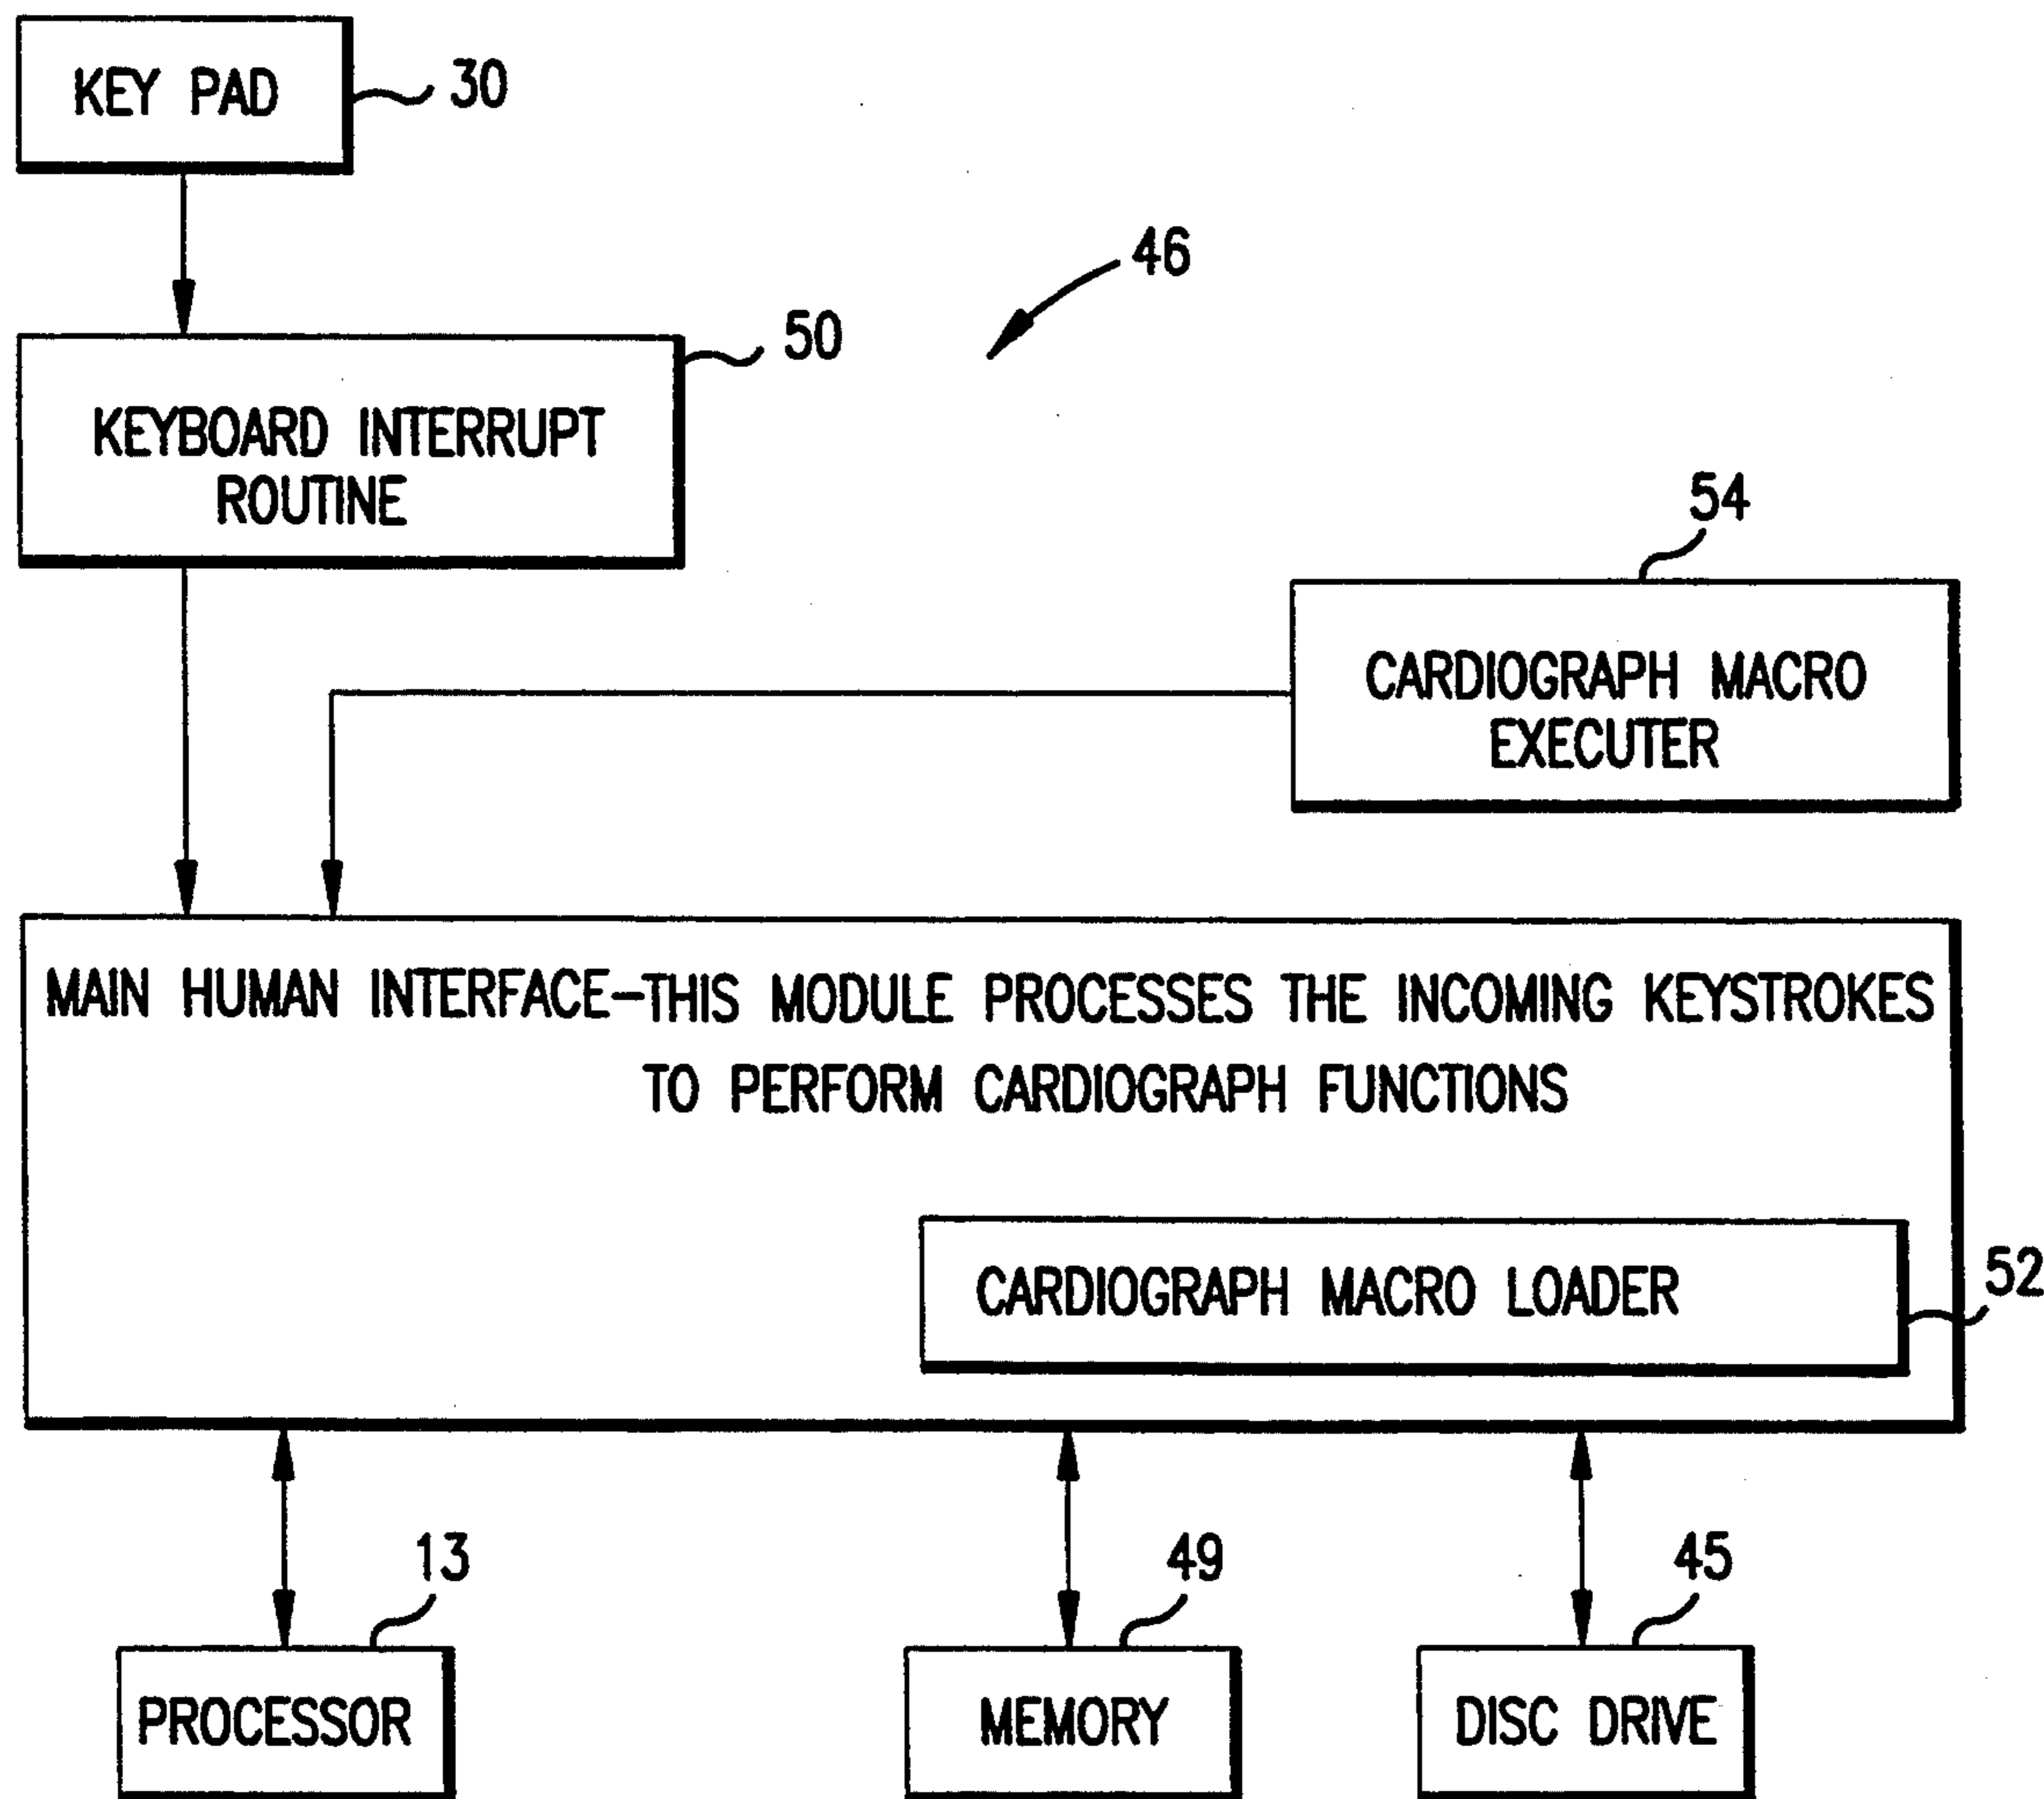 KEY PAD
30
46
KEYBOARD INTERRUPT
ROUTINE
50
54
CARDIOGRAPH MACRO
EXECUTER
MAIN HUMAN INTERFACE-THIS MODULE PROCESSES THE INCOMING KEYSTROKES
TO PERFORM CARDIOGRAPH FUNCTIONS
CARDIOGRAPH MACRO LOADER
52
13
49
45
PROCESSOR
MEMORY
DISC DRIVE